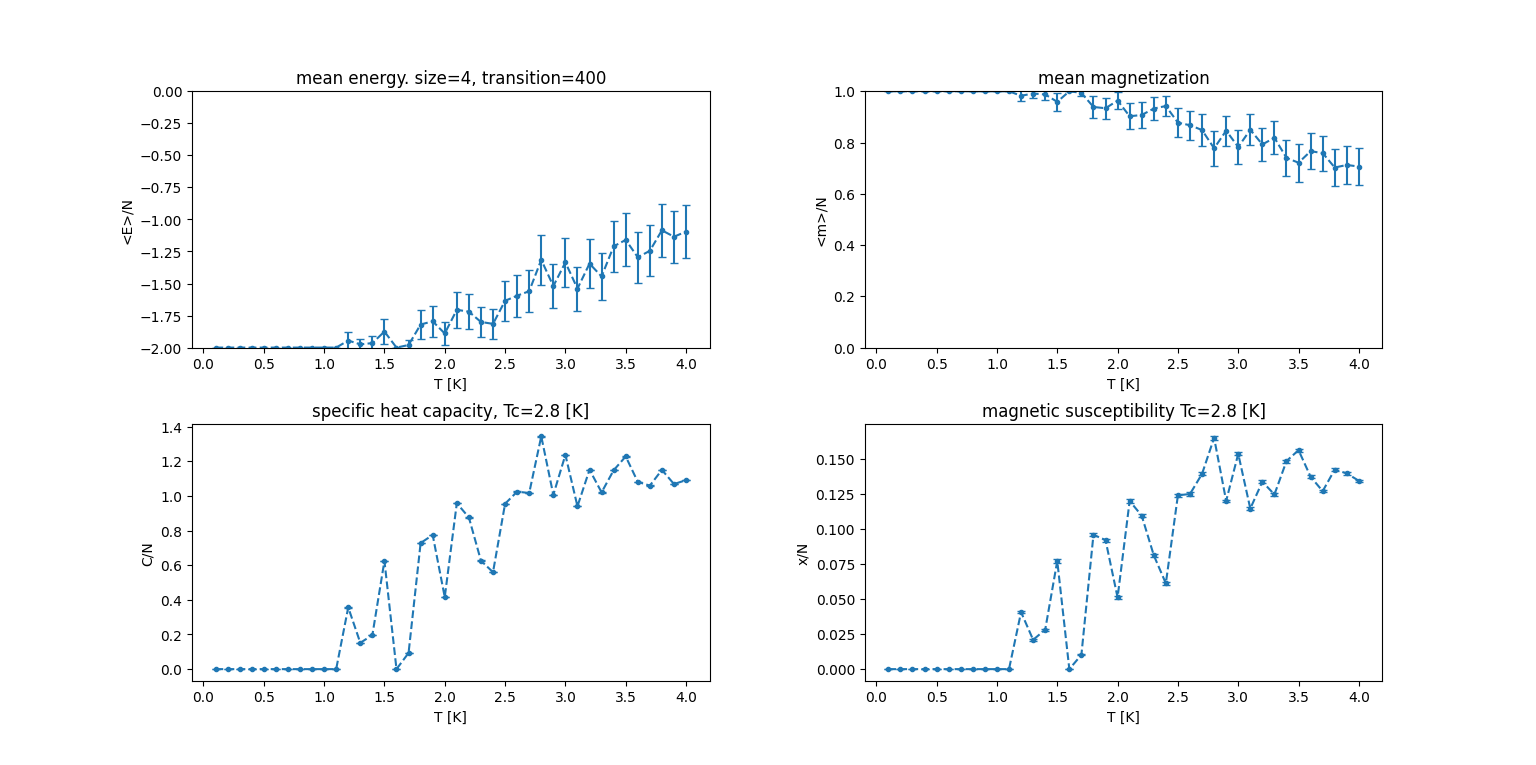 mean energy. size=4, transition=400
<E>/N
0.00
−0.25
−0.50
−0.75
−1.00
−1.25
−1.50
−1.75
−2.00
0.0 0.5 1.0 1.5 2.0 2.5 3.0 3.5 4.0
T [K]
mean magnetization
<m>/N
1.0
0.8
0.6
0.4
0.2
0.0
0.0 0.5 1.0 1.5 2.0 2.5 3.0 3.5 4.0
T [K]
specific heat capacity, Tc=2.8 [K]
C/N
1.4
1.2
1.0
0.8
0.6
0.4
0.2
0.0
0.0 0.5 1.0 1.5 2.0 2.5 3.0 3.5 4.0
T [K]
magnetic susceptibility Tc=2.8 [K]
x/N
0.150
0.125
0.100
0.075
0.050
0.025
0.000
0.0 0.5 1.0 1.5 2.0 2.5 3.0 3.5 4.0
T [K]